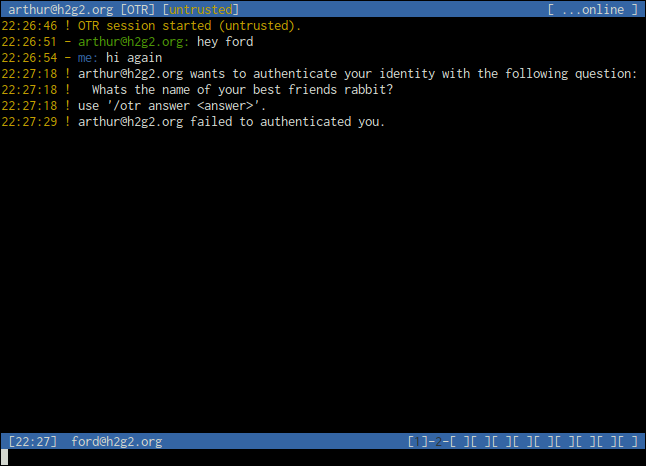 arthur@h2g2.org [OTR] [untrusted] [ ...online ]
22:26:46 ! OTR session started (untrusted).
22:26:51 - arthur@h2g2.org: hey ford
22:26:54 - me: hi again
22:27:18 ! arthur@h2g2.org wants to authenticate your identity with the following question:
22:27:18 !   Whats the name of your best friends rabbit?
22:27:18 ! use '/otr answer <answer>'.
22:27:29 ! arthur@h2g2.org failed to authenticated you.
[22:27] ford@h2g2.org [1]-2-[ ][ ][ ][ ][ ][ ][ ][ ][ ]